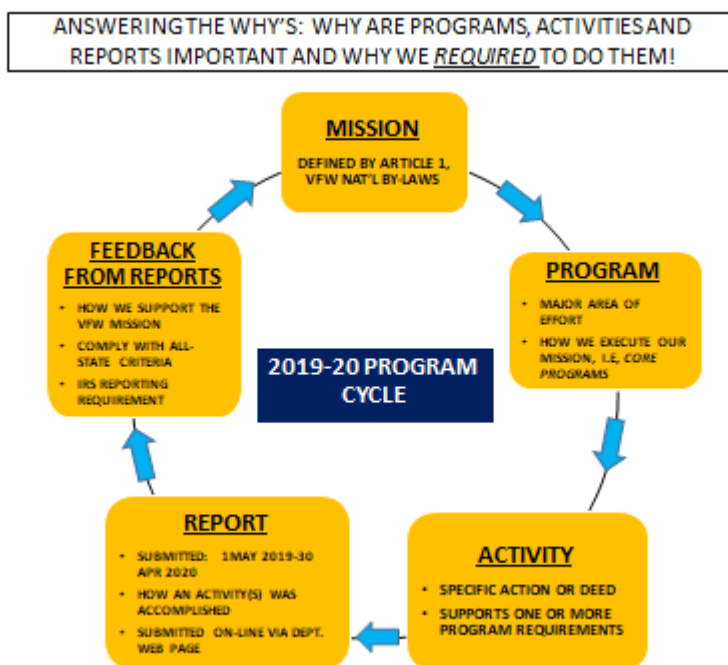 ANSWERING THE WHY'S: WHY ARE PROGRAMS, ACTIVITIES AND
REPORTS IMPORTANT AND WHY WE REQUIRED TO DO THEM!
MISSION
DEFINED BY ARTICLE 1,
VFW NAT'L BY-LAWS
PROGRAM
• MAJOR AREA OF
EFFORT
• HOW WE EXECUTE OUR
MISSION, I.E, CORE
PROGRAMS
ACTIVITY
• SPECIFIC ACTION OR DEED
• SUPPORTS ONE OR MORE
PROGRAM REQUIREMENTS
REPORT
• SUBMITTED: 1MAY 2019-30
APR 2020
• HOW AN ACTIVITY(S) WAS
ACCOMPLISHED
• SUBMITTED ON-LINE VIA DEPT.
WEB PAGE
FEEDBACK
FROM REPORTS
• HOW WE SUPPORT THE
VFW MISSION
• COMPLY WITH ALL-
STATE CRITERIA
• IRS REPORTING
REQUIREMENT
2019-20 PROGRAM
CYCLE